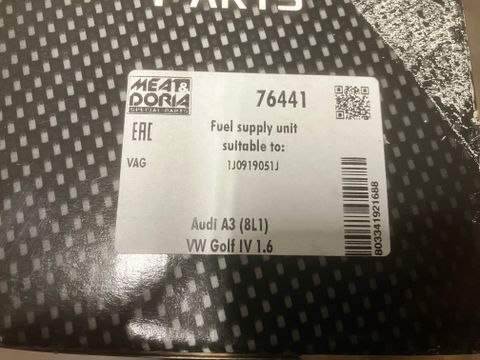 PARTS
MEAT&
DORIA
SPECIAL PARTS
76441
EAC
Fuel supply unit
suitable to:
VAG
1J0919051J
Audi A3 (8L1)
VW Golf IV 1.6
803341921688